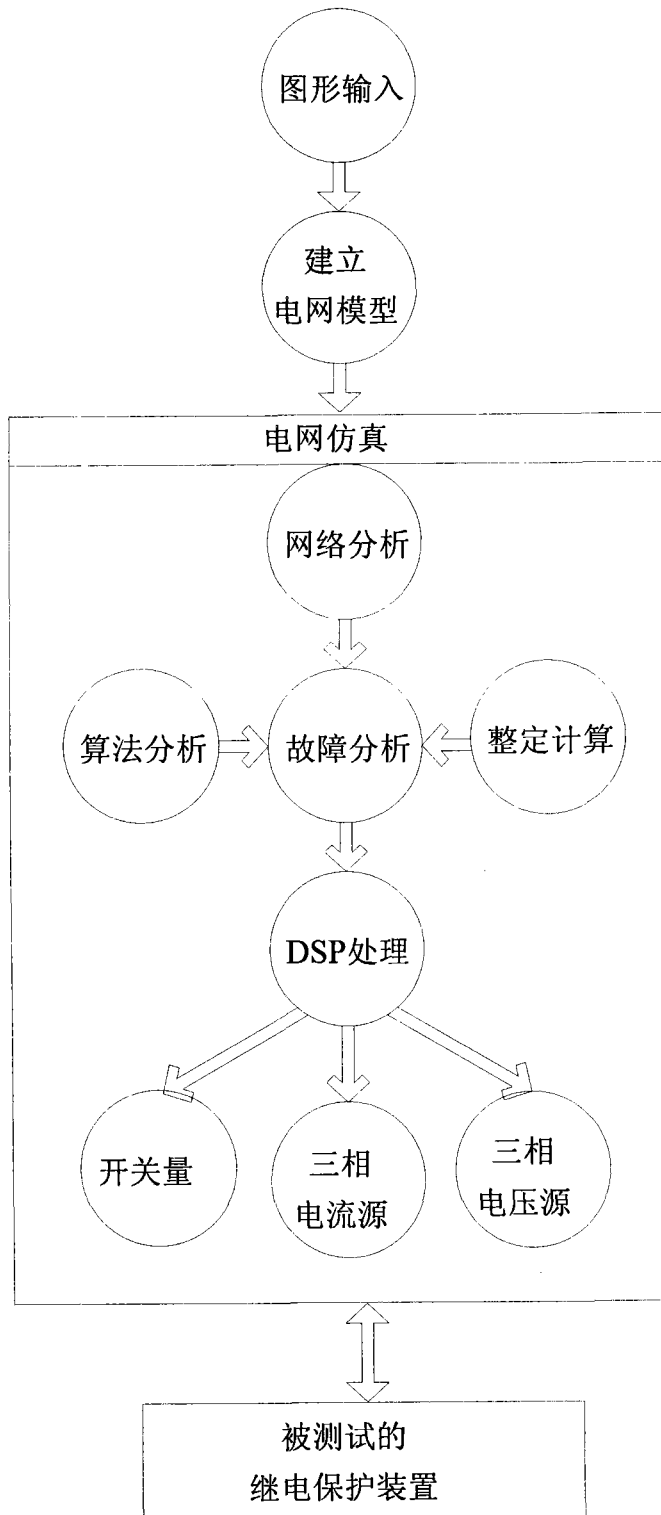 图形输入
建立
电网模型
电网仿真
网络分析
算法分析
故障分析
整定计算
DSP处理
开关量
三相
电流源
三相
电压源
被测试的
继电保护装置